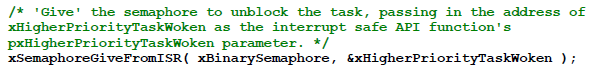 /* 'Give' the semaphore to unblock the task, passing in the address of
xHigherPriorityTaskWoken as the interrupt safe API function's
pxHigherPriorityTaskWoken parameter. */
xSemaphoreGiveFromISR( xBinarySemaphore, &xHigherPriorityTaskWoken );